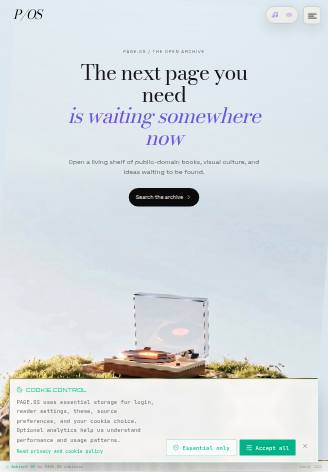 P/OS
PAGE.OS / THE OPEN ARCHIVE
The next page you
need
is waiting somewhere
now
Open a living shelf of public-domain books, visual culture, and
ideas waiting to be found.
Search the archive
COOKIE CONTROL
PAGE.OS uses essential storage for login,
reader settings, theme, source
preferences, and your cookie choice.
Optional analytics help us understand
performance and usage patterns.
Read privacy and cookie policy
Essential only
Accept all